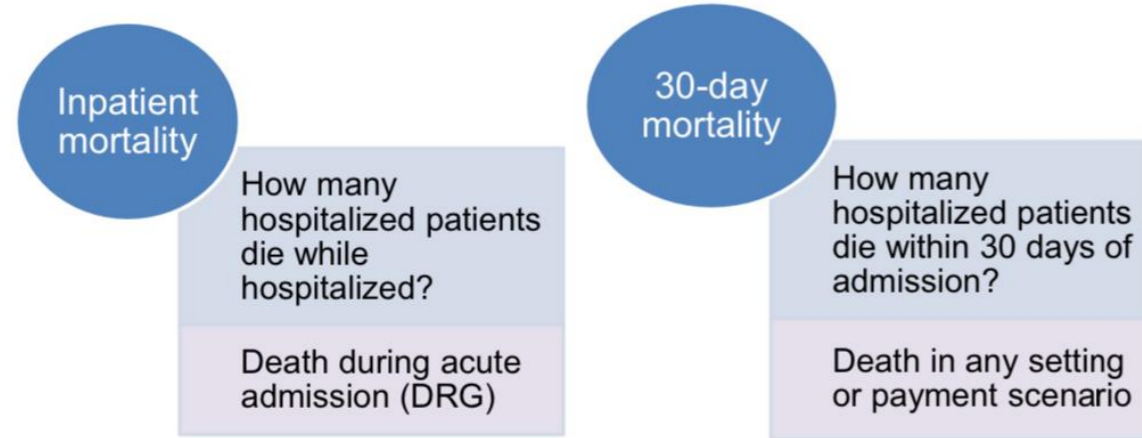 Inpatient
mortality
How many
hospitalized patients
die while
hospitalized?
Death during acute
admission (DRG)
30-day
mortality
How many
hospitalized patients
die within 30 days of
admission?
Death in any setting
or payment scenario